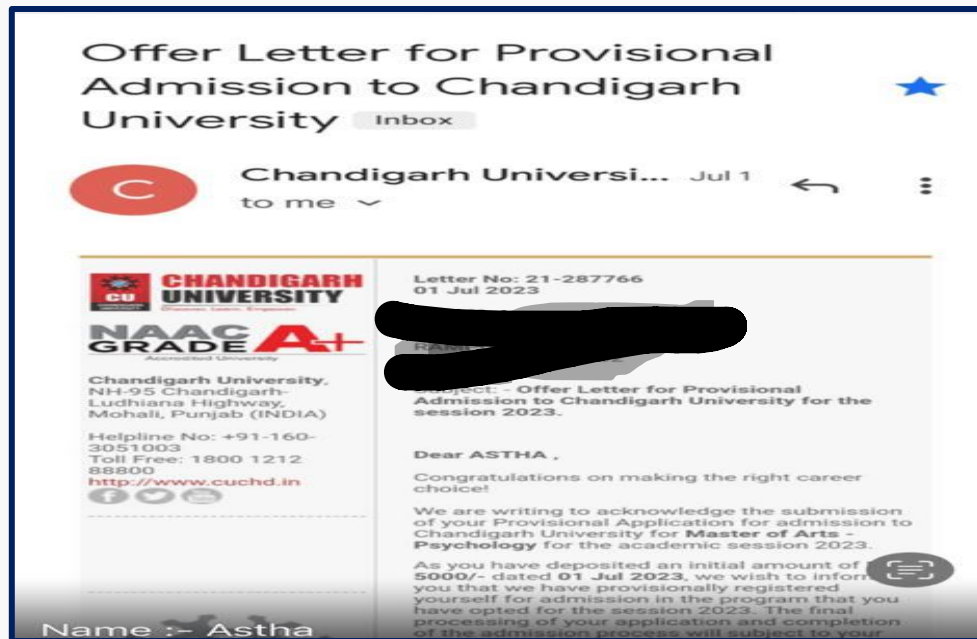 Offer Letter for Provisional
Admission to Chandigarh
University Inbox
C
Chandigarh Universi... Jul 1
to me
CU
CHANDIGARH
UNIVERSITY
Discover. Learn. Empower.
NAAC
GRADE A+
Accredited University
Chandigarh University,
NH-95 Chandigarh-
Ludhiana Highway,
Mohali, Punjab (INDIA)
Helpline No: +91-160-
3051003
Toll Free: 1800 1212
88800
http://www.cuchd.in
Letter No: 21-287766
01 Jul 2023
Subject: - Offer Letter for Provisional
Admission to Chandigarh University for the
session 2023.
Dear ASTHA ,
Congratulations on making the right career
choice!
We are writing to acknowledge the submission
of your Provisional Application for admission to
Chandigarh University for Master of Arts -
Psychology for the academic session 2023.
As you have deposited an initial amount of
5000/- dated 01 Jul 2023, we wish to inform
you that we have provisionally registered
yourself for admission in the program that you
have opted for the session 2023. The final
processing of your application and completion
of the admission process will subject to your
Name :- Astha